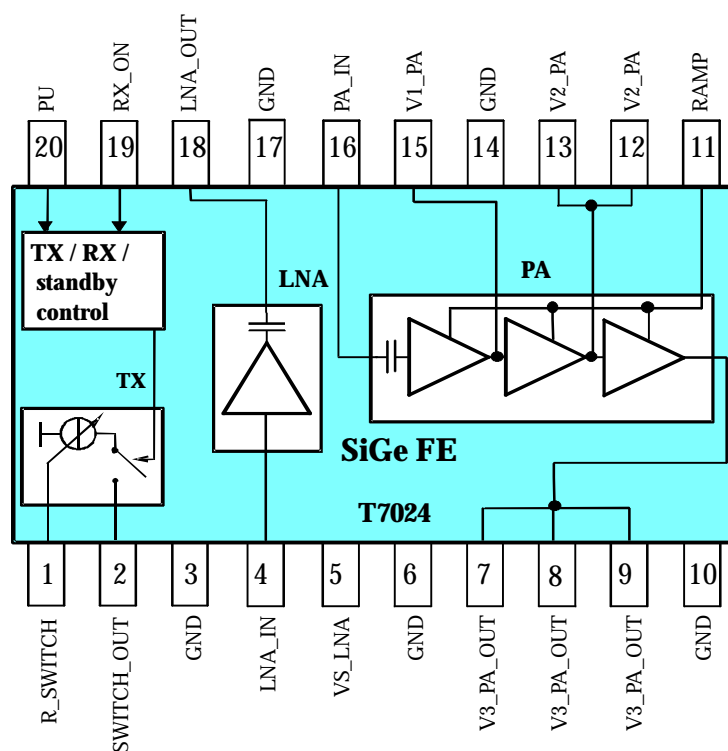 PU
RX_ON
LNA_OUT
GND
PA_IN
V1_PA
GND
V2_PA
V2_PA
RAMP
20
19
18
17
16
15
14
13
12
11
TX / RX /
standby
control
LNA
PA
TX
SiGe FE
T7024
1
2
3
4
5
6
7
8
9
10
R_SWITCH
SWITCH_OUT
GND
LNA_IN
VS_LNA
GND
V3_PA_OUT
V3_PA_OUT
V3_PA_OUT
GND